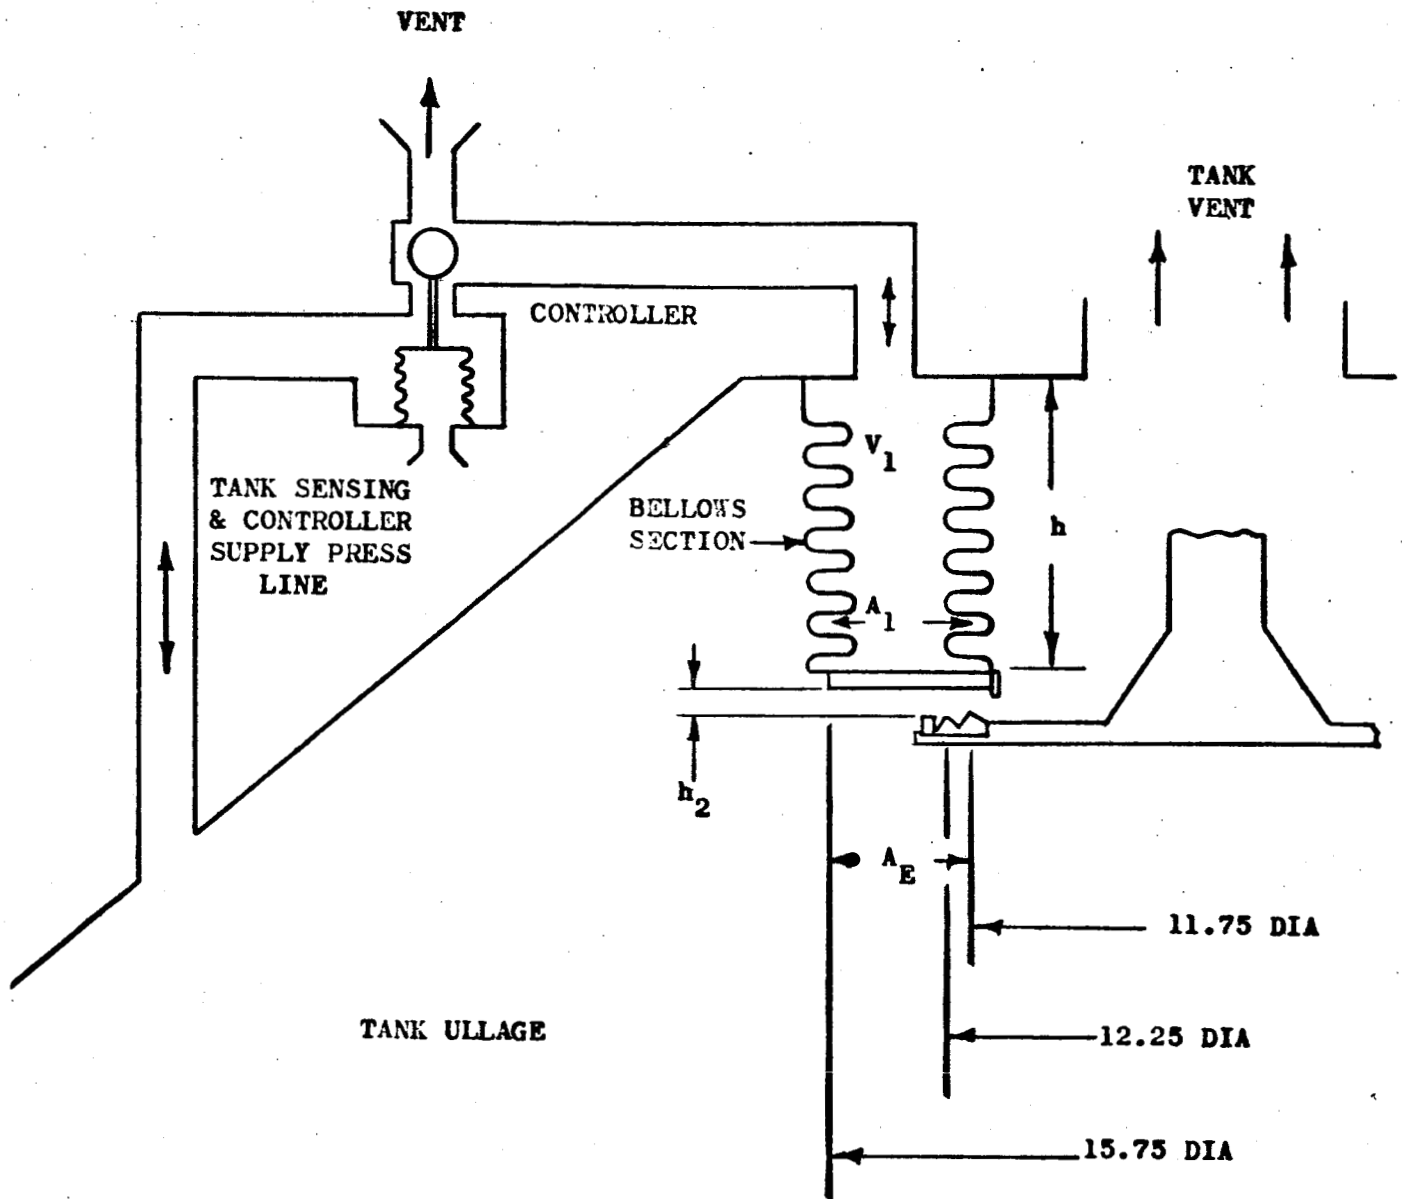 VENT
TANK
VENT
CONTROLLER
V1
TANK SENSING
& CONTROLLER
SUPPLY PRESS
LINE
BELLOWS
SECTION
h
A1
h2
AE
11.75 DIA
TANK ULLAGE
12.25 DIA
15.75 DIA